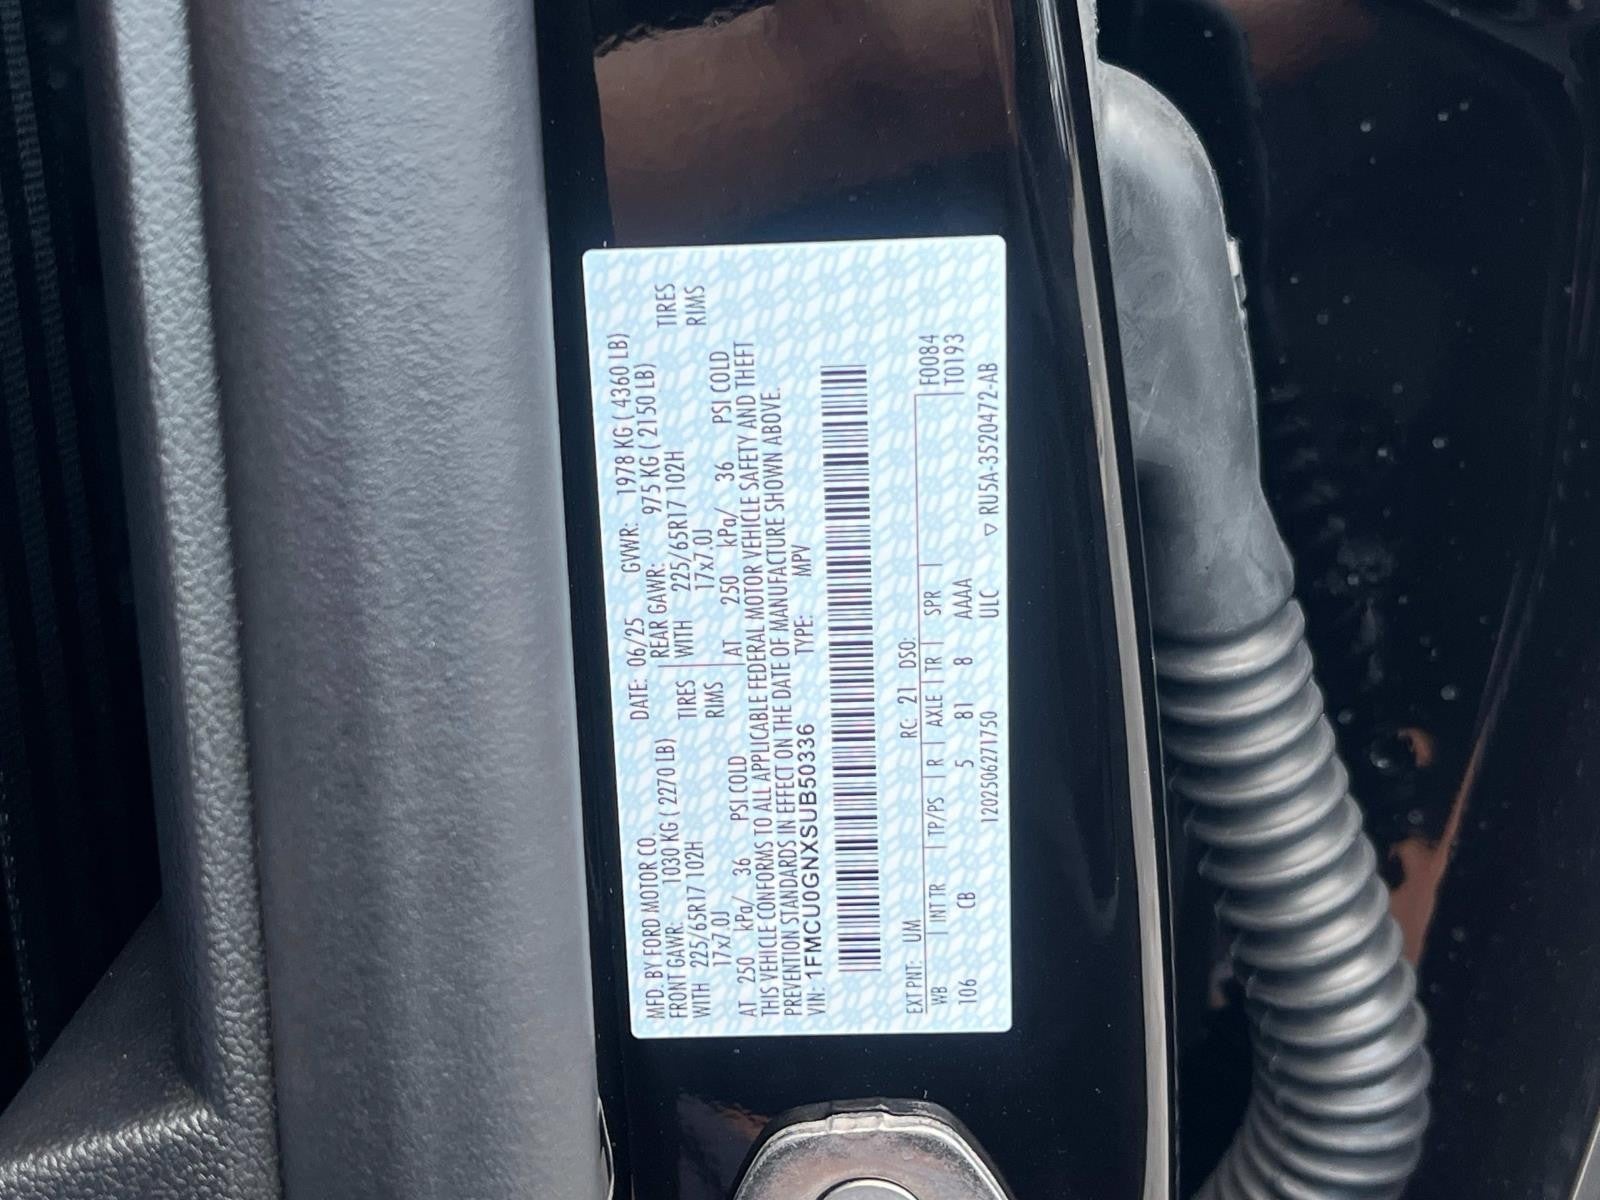 MFD. BY FORD MOTOR CO. DATE: 06/25 GVWR: 1978 KG ( 4360 LB)
FRONT GAWR: 1030 KG ( 2270 LB) REAR GAWR: 975 KG ( 2150 LB)
WITH 225/65R17 102H TIRES WITH 225/65R17 102H TIRES
17x7.0J RIMS 17x7.0J RIMS
AT 250 kPa/ 36 PSI COLD AT 250 kPa/ 36 PSI COLD
THIS VEHICLE CONFORMS TO ALL APPLICABLE FEDERAL MOTOR VEHICLE SAFETY AND THEFT
PREVENTION STANDARDS IN EFFECT ON THE DATE OF MANUFACTURE SHOWN ABOVE.
VIN: 1FMCU0GNXSUB50336 TYPE: MPV
EXT PNT: UM RC: 21 DSO: F0084
WB INT TR TP/PS R AXLE TR SPR T0193
106 CB 5 81 8 AAAA
12025062717​50 ULC ▽ RU5A-3520472-AB